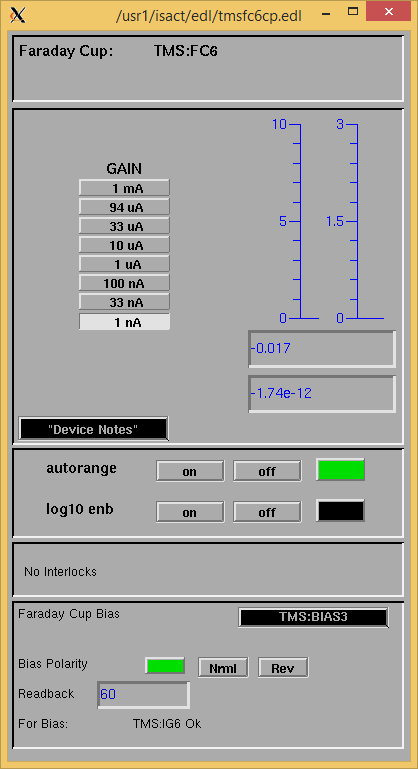 /usr1/isact/edl/tmsfc6cp.edl
Faraday Cup: TMS:FC6
GAIN
1 mA
94 uA
33 uA
10 uA
1 uA
100 nA
33 nA
1 nA
10 3
5 1.5
0 0
-0.017
-1.74e-12
"Device Notes"
autorange on off
log10 enb on off
No Interlocks
Faraday Cup Bias TMS:BIAS3
Bias Polarity Nrml Rev
Readback 60
For Bias: TMS:IG6 Ok